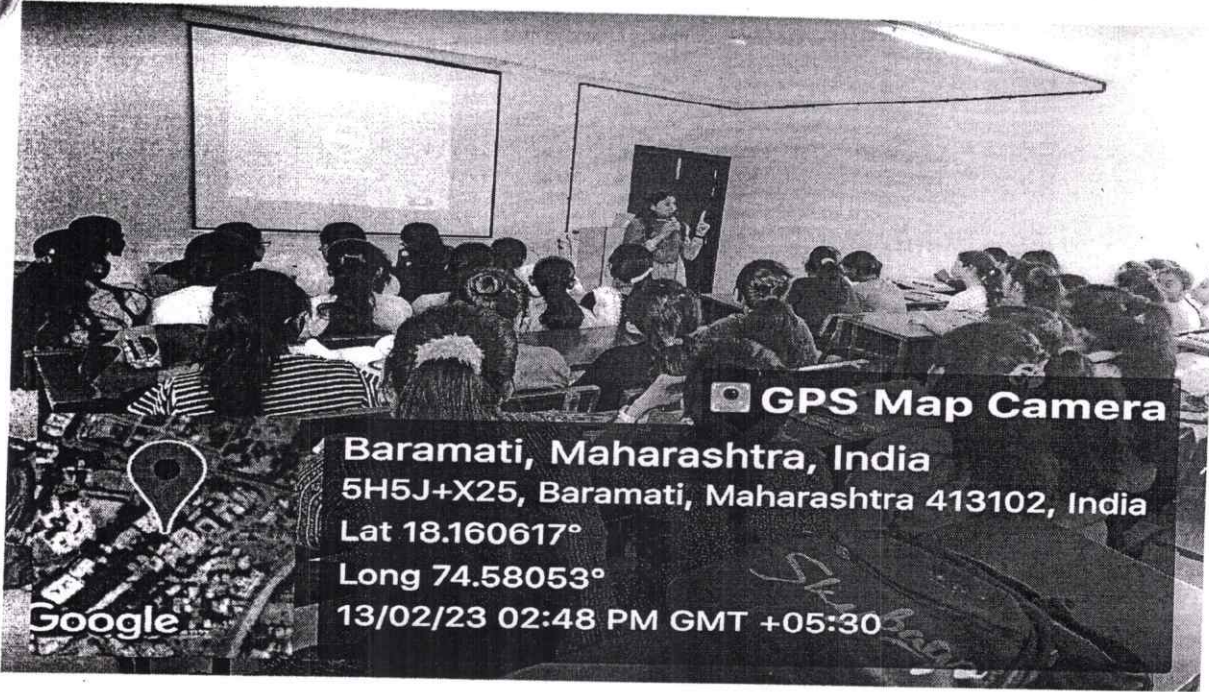 GPS Map Camera
Baramati, Maharashtra, India
5H5J+X25, Baramati, Maharashtra 413102, India
Lat 18.160617°
Long 74.58053°
13/02/23 02:48 PM GMT +05:30
Google